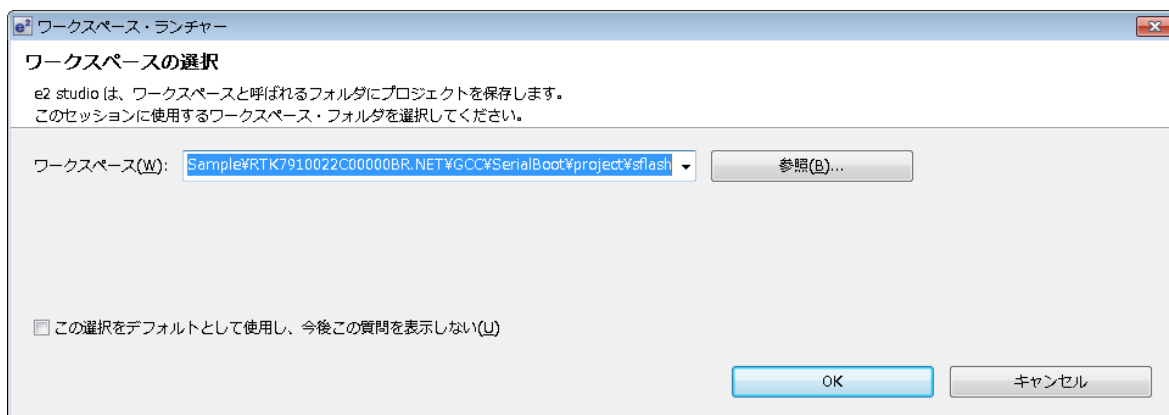 e² ワークスペース・ランチャー
ワークスペースの選択
e2 studio は、ワークスペースと呼ばれるフォルダにプロジェクトを保存します。
このセッションに使用するワークスペース・フォルダを選択してください。
ワークスペース(W): Sample¥RTK7910022C00000BR.NET¥GCC¥SerialBoot¥project¥sflash 参照(B)...
この選択をデフォルトとして使用し、今後この質問を表示しない(U)
OK キャンセル